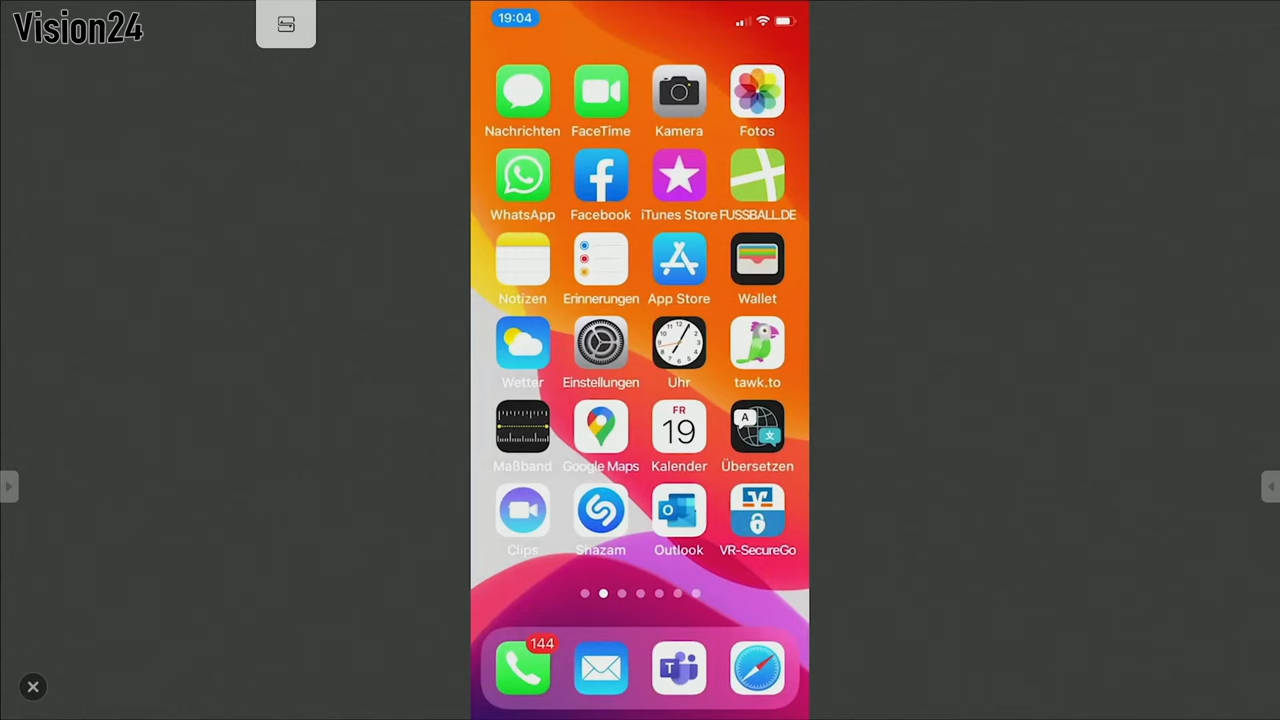 Vision24
19:04
Nachrichten FaceTime Kamera Fotos
WhatsApp Facebook iTunes Store FUSSBALL.DE
Notizen Erinnerungen App Store Wallet
Wetter Einstellungen Uhr tawk.to
FR
19
Maßband Google Maps Kalender Übersetzen
Clips Shazam Outlook VR-SecureGo
144